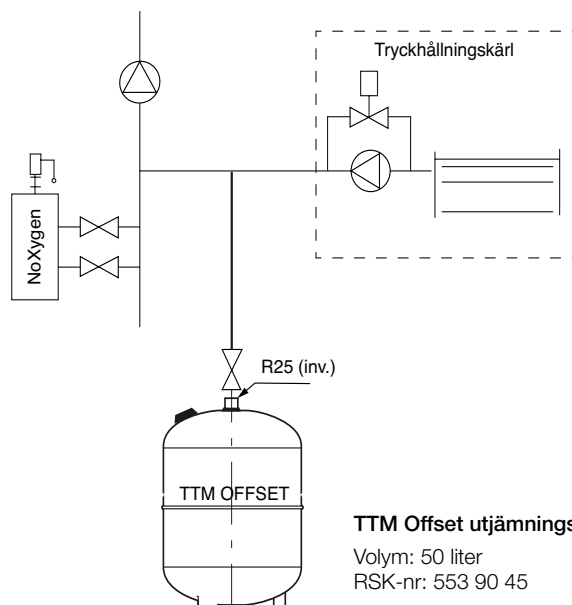 Tryckhållningskärl
NoXygen
R25 (inv.)
TTM OFFSET
TTM Offset utjämnings
Volym: 50 liter
RSK-nr: 553 90 45